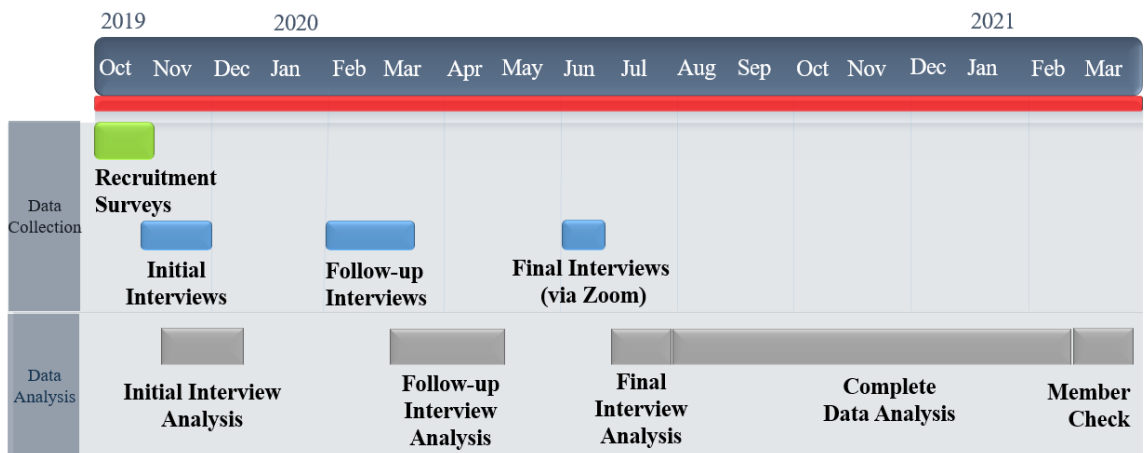 2019 2020 2021
Oct Nov Dec Jan Feb Mar Apr May Jun Jul Aug Sep Oct Nov Dec Jan Feb Mar
Data
Collection
Recruitment
Surveys
Initial
Interviews
Follow-up
Interviews
Final Interviews
(via Zoom)
Data
Analysis
Initial Interview
Analysis
Follow-up
Interview
Analysis
Final
Interview
Analysis
Complete
Data Analysis
Member
Check